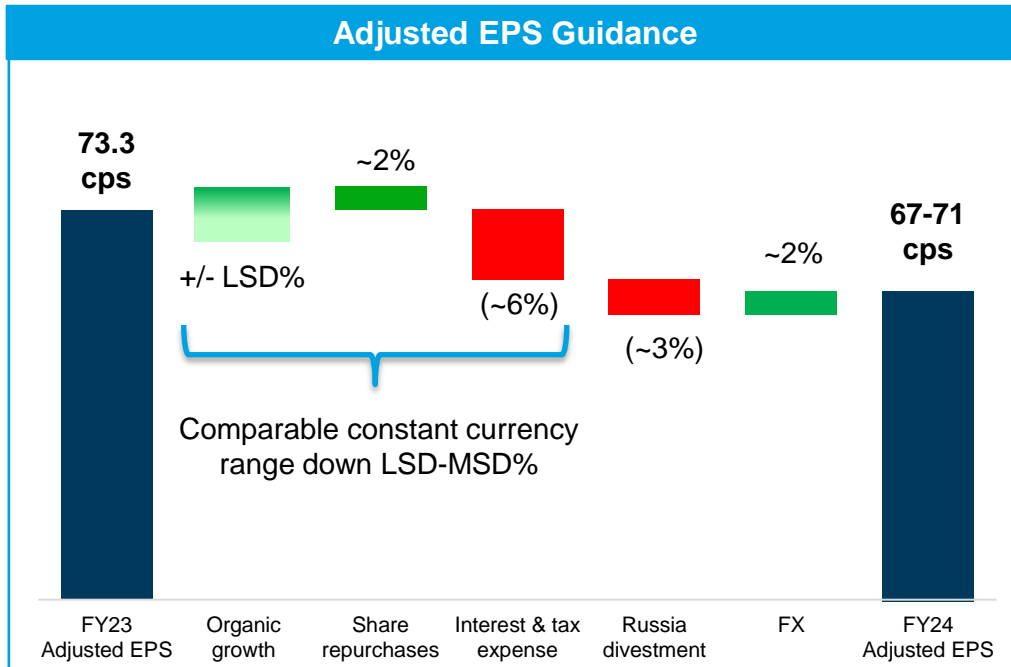 Adjusted EPS Guidance
73.3
cps
+/- LSD%
~2%
(~6%)
(~3%)
~2%
67-71
cps
Comparable constant currency
range down LSD-MSD%
FY23
Adjusted EPS
Organic
growth
Share
repurchases
Interest & tax
expense
Russia
divestment
FX
FY24
Adjusted EPS